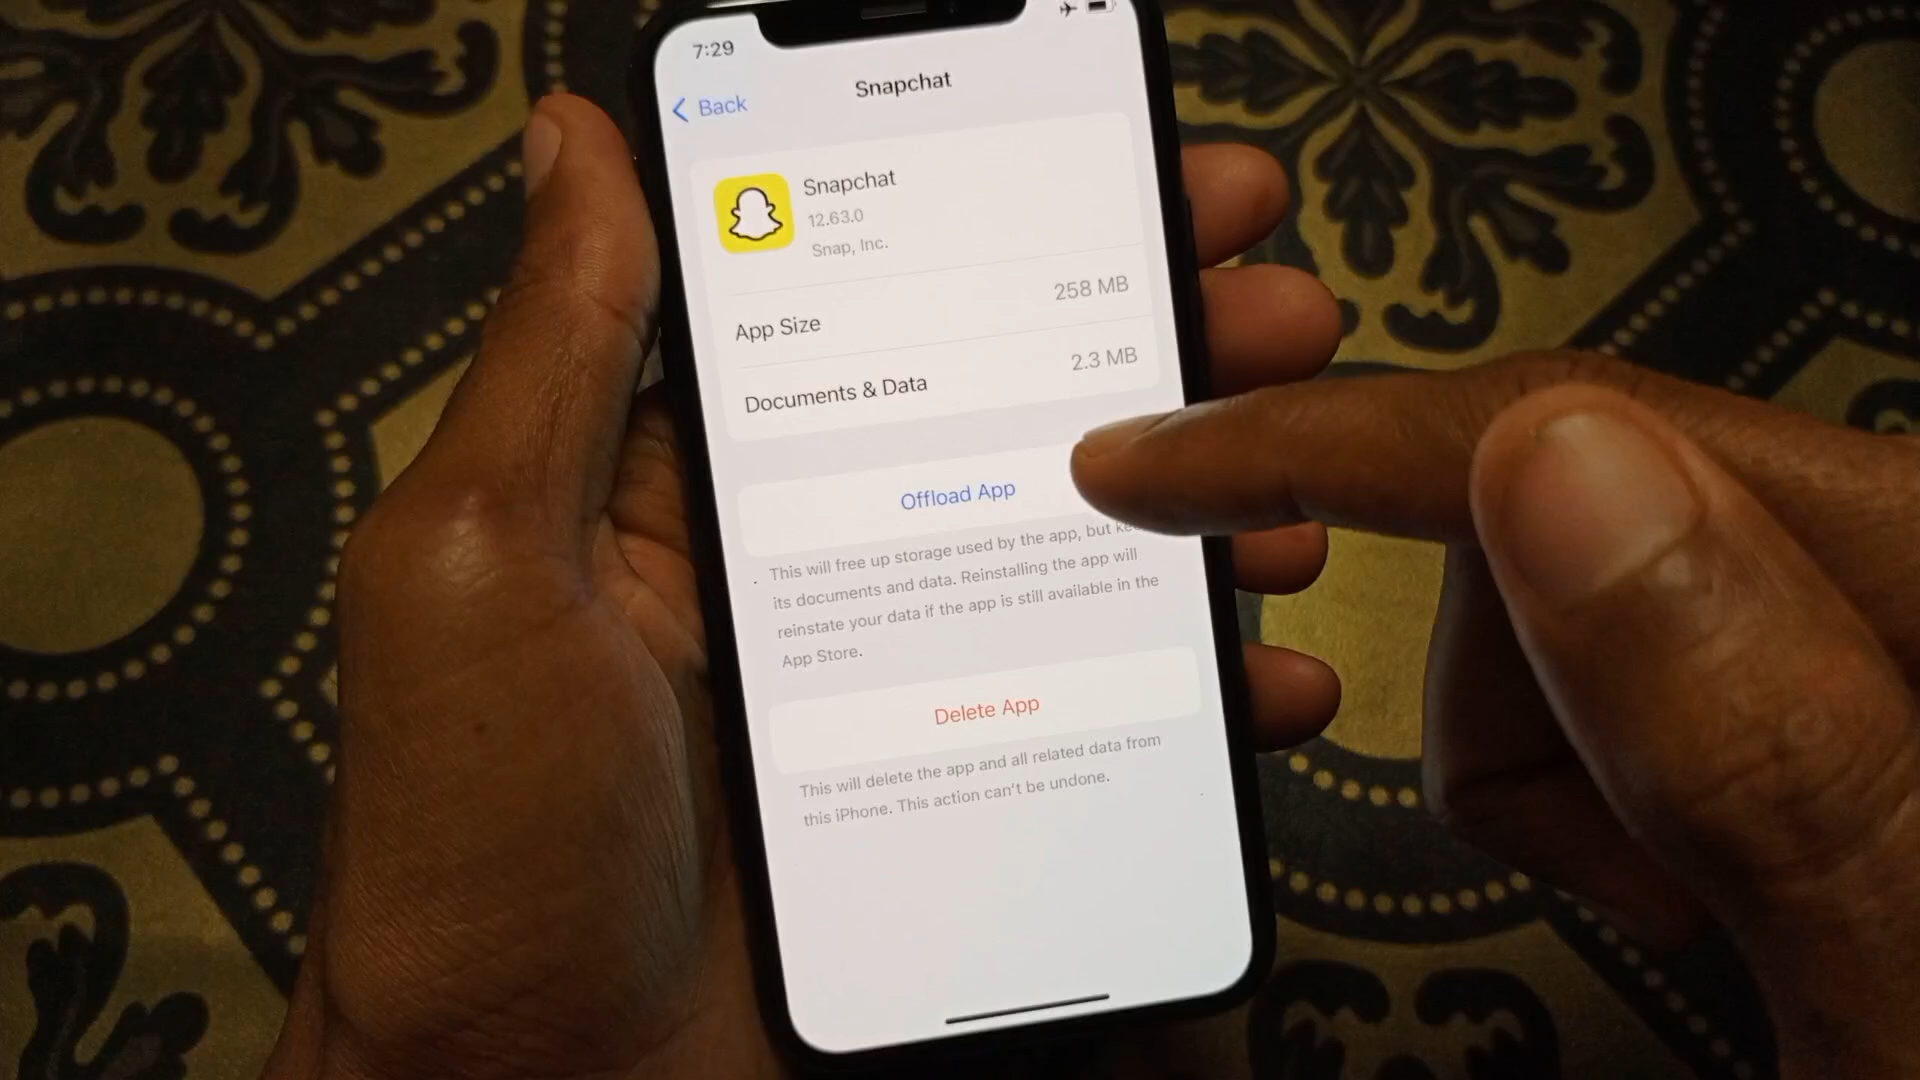 7:29
Back
Snapchat
Snapchat
12.63.0
Snap, Inc.
App Size
258 MB
Documents & Data
2.3 MB
Offload App
This will free up storage used by the app, but
its documents and data. Reinstalling the app will
reinstate your data if the app is still available in the
App Store.
Delete App
This will delete the app and all related data from
this iPhone. This action can't be undone.